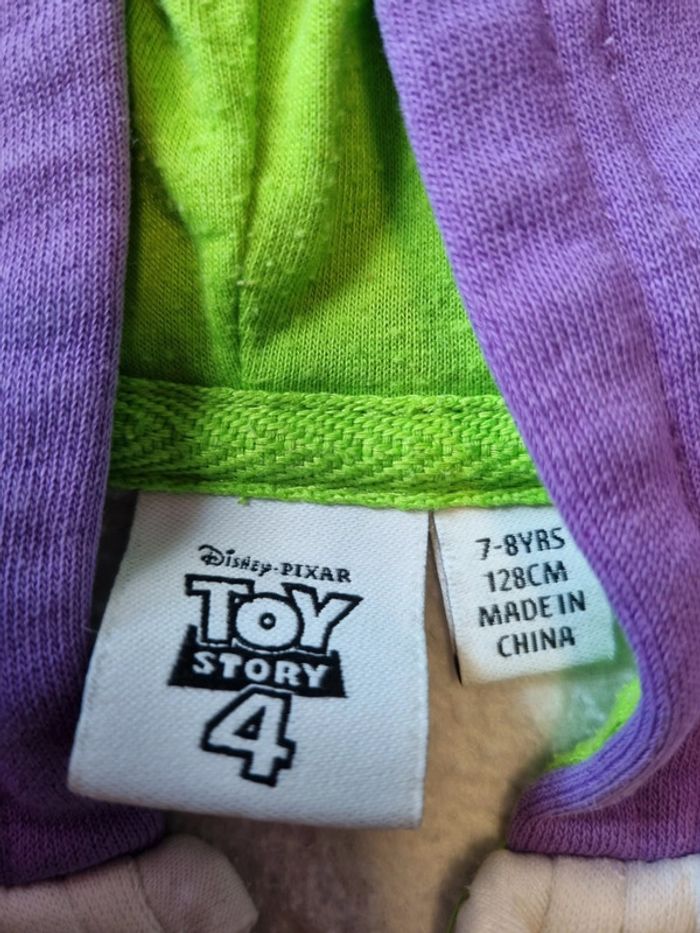 Disney·PIXAR
TOY
STORY
4
7-8YRS
128CM
MADE IN
CHINA